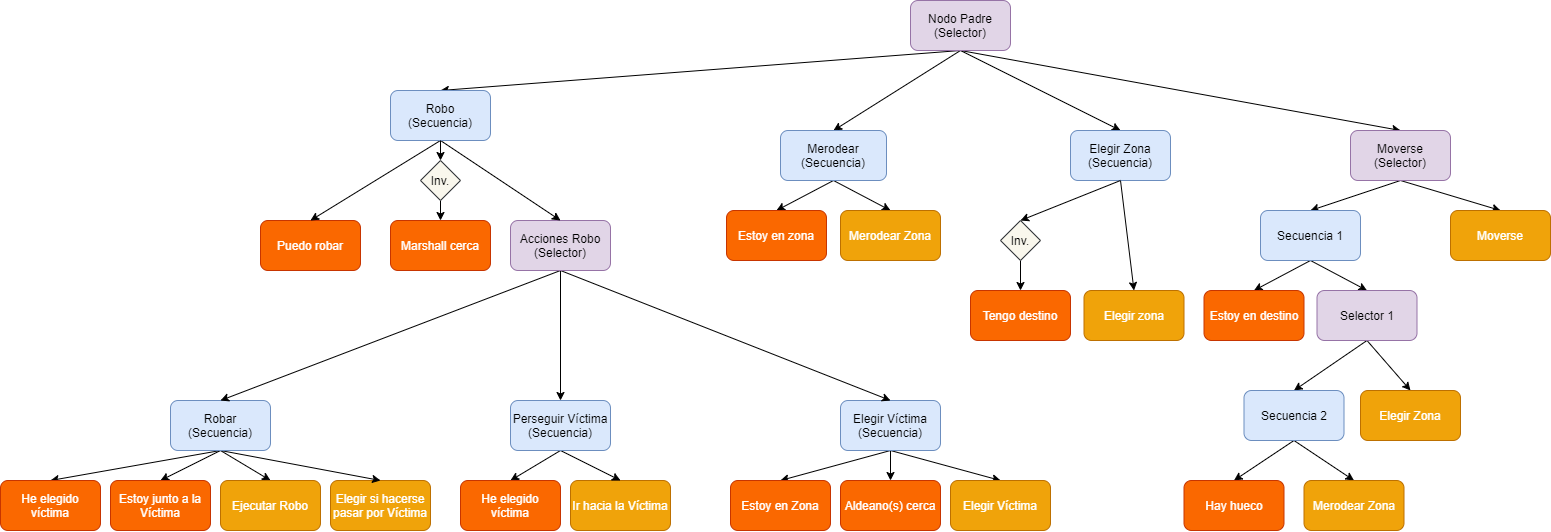 Nodo Padre
(Selector)
Robo
(Secuencia)
Merodear
(Secuencia)
Elegir Zona
(Secuencia)
Moverse
(Selector)
Inv.
Puedo robar
Marshall cerca
Acciones Robo
(Selector)
Estoy en zona
Merodear Zona
Inv.
Secuencia 1
Moverse
Tengo destino
Elegir zona
Estoy en destino
Selector 1
Robar
(Secuencia)
Perseguir Víctima
(Secuencia)
Elegir Víctima
(Secuencia)
Secuencia 2
Elegir Zona
He elegido
víctima
Estoy junto a la
Víctima
Ejecutar Robo
Elegir si hacerse
pasar por Víctima
He elegido
víctima
Ir hacia la Víctima
Estoy en Zona
Aldeano(s) cerca
Elegir Víctima
Hay hueco
Merodear Zona